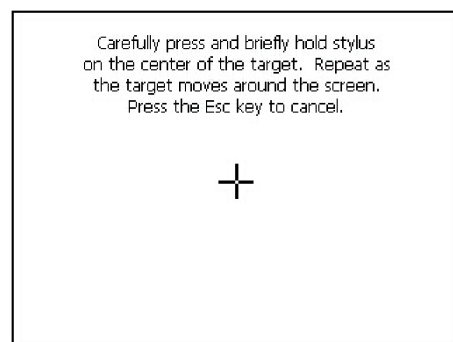 Carefully press and briefly hold stylus
on the center of the target.  Repeat as
the target moves around the screen.
Press the Esc key to cancel.